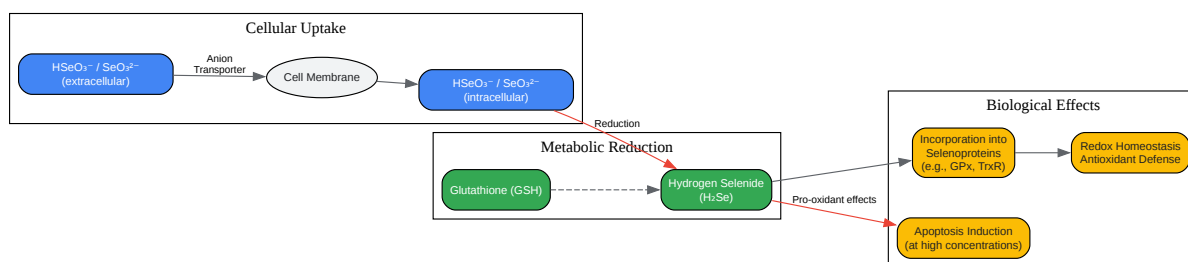 Cellular Uptake
HSeO₃⁻ / SeO₃²⁻
(extracellular)
Anion
Transporter
Cell Membrane
HSeO₃⁻ / SeO₃²⁻
(intracellular)
Reduction
Metabolic Reduction
Glutathione (GSH)
Hydrogen Selenide
(H₂Se)
Pro-oxidant effects
Biological Effects
Incorporation into
Selenoproteins
(e.g., GPx, TrxR)
Redox Homeostasis
Antioxidant Defense
Apoptosis Induction
(at high concentrations)